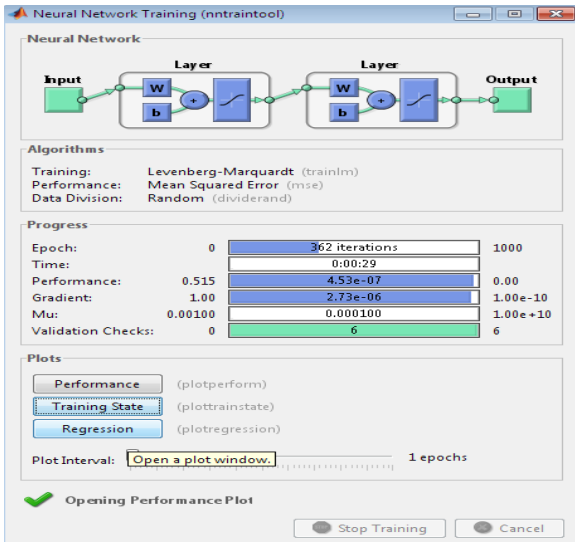 Neural Network Training (nntraintool)
Neural Network
Layer Layer
Input Output
W W
+ +
b b
Algorithms
Training: Levenberg-Marquardt (trainlm)
Performance: Mean Squared Error (mse)
Data Division: Random (dividerand)
Progress
Epoch: 0 362 iterations 1000
Time: 0:00:29
Performance: 0.515 4.53e-07 0.00
Gradient: 1.00 2.73e-06 1.00e-10
Mu: 0.00100 0.000100 1.00e+10
Validation Checks: 0 6 6
Plots
Performance (plotperform)
Training State (plottrainstate)
Regression (plotregression)
Plot Interval: Open a plot window. 1 epochs
Opening Performance Plot
Stop Training Cancel